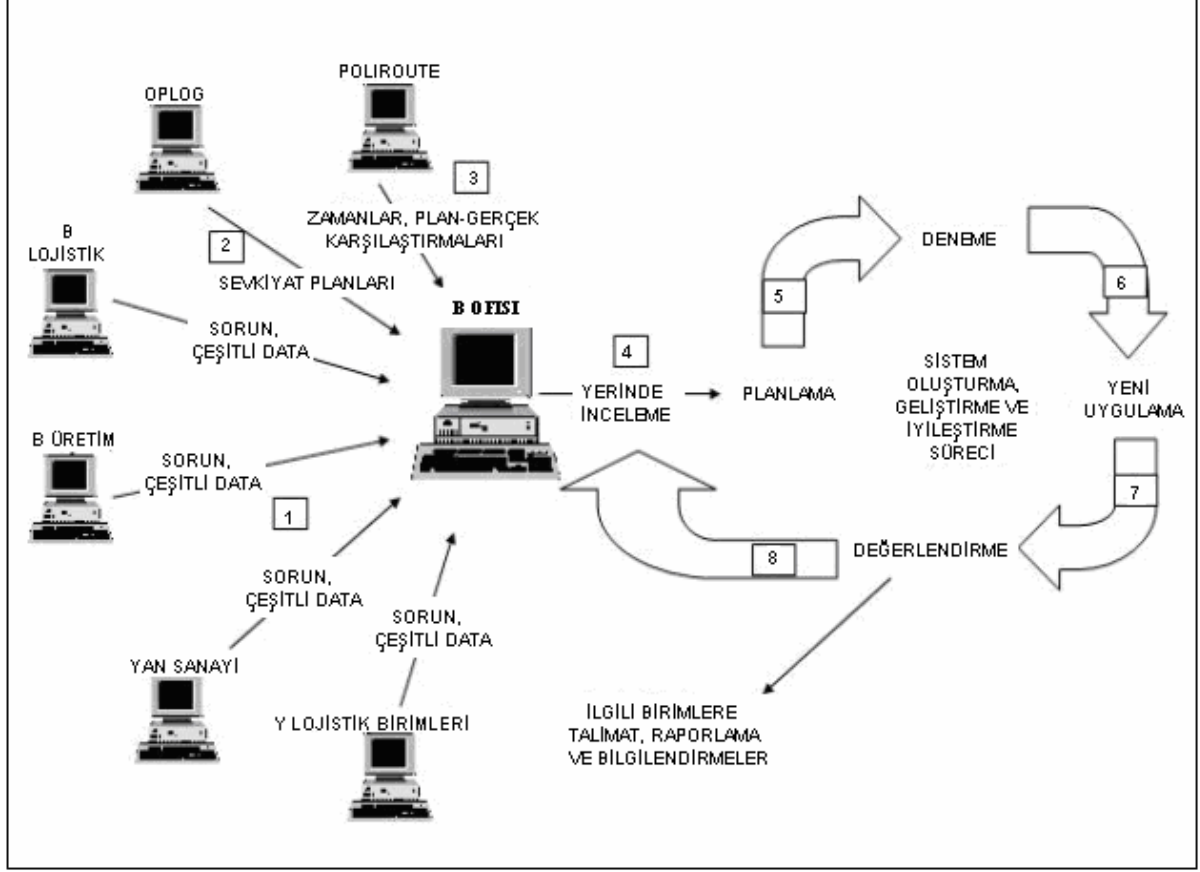 POLIROUTE
OPLOG
3
ZAMANLAR, PLAN-GERÇEK
KARŞILAŞTIRMALARI
B
LOJİSTİK
2
SEVKİYAT PLANLARI
SORUN,
ÇEŞİTLİ DATA
B OFISI
4
YERİNDE
İNCELEME
PLANLAMA
5
DENEME
6
SİSTEM
OLUŞTURMA,
GELİŞTİRME VE
İYİLEŞTİRME
SÜRECİ
YENİ
UYGULAMA
7
B ÜRETİM
SORUN,
ÇEŞİTLİ DATA
1
8
DEĞERLENDİRME
SORUN,
ÇEŞİTLİ DATA
SORUN,
ÇEŞİTLİ DATA
YAN SANAYİ
Y LOJİSTİK BİRİMLERİ
İLGİLİ BİRİMLERE
TALİMAT, RAPORLAMA
VE BİLGİLENDİRMELER